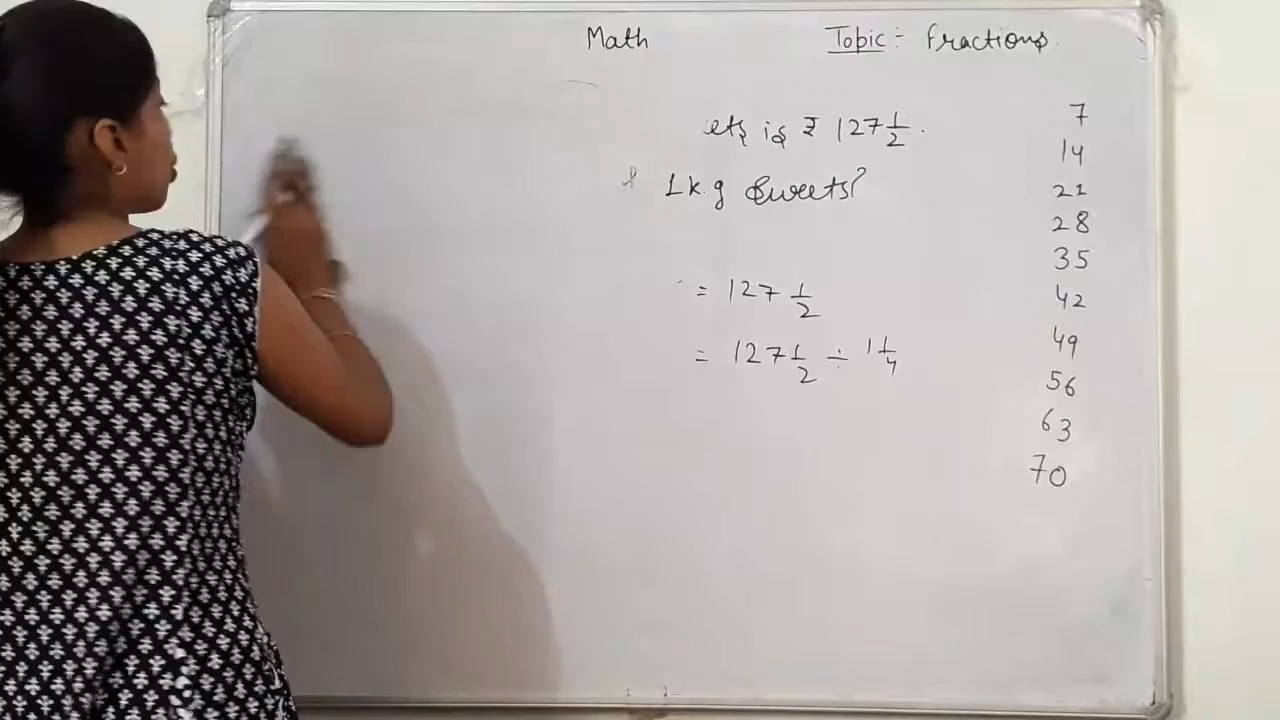 Math
Topic:- fractions.
ets is ₹ 127 1/2.
1 k.g sweets?
= 127 1/2
= 127 1/2 ÷ 1 1/4
7
14
21
28
35
42
49
56
63
70